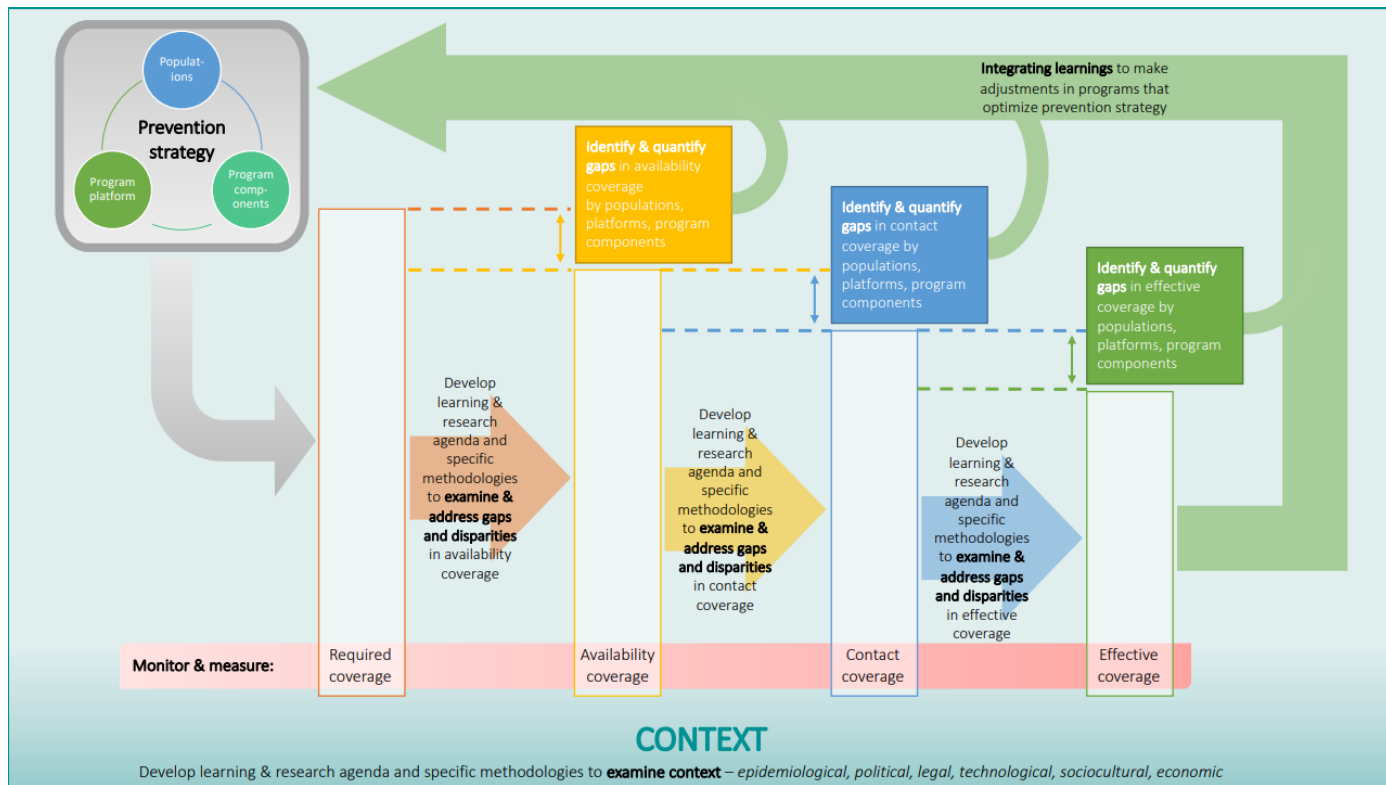 Populat-
ions
Prevention
strategy
Program
platform
Program
comp-
onents
Integrating learnings to make
adjustments in programs that
optimize prevention strategy
Identify & quantify
gaps in availability
coverage
by populations,
platforms, program
components
Identify & quantify
gaps in contact
coverage by
populations,
platforms, program
components
Identify & quantify
gaps in effective
coverage by
populations,
platforms, program
components
Develop
learning &
research
agenda and
specific
methodologies
to examine &
address gaps
and disparities
in availability
coverage
Develop
learning &
research
agenda and
specific
methodologies
to examine &
address gaps
and disparities
in contact
coverage
Develop
learning &
research
agenda and
specific
methodologies
to examine &
address gaps
and disparities
in effective
coverage
Monitor & measure:
Required
coverage
Availability
coverage
Contact
coverage
Effective
coverage
CONTEXT
Develop learning & research agenda and specific methodologies to examine context – epidemiological, political, legal, technological, sociocultural, economic